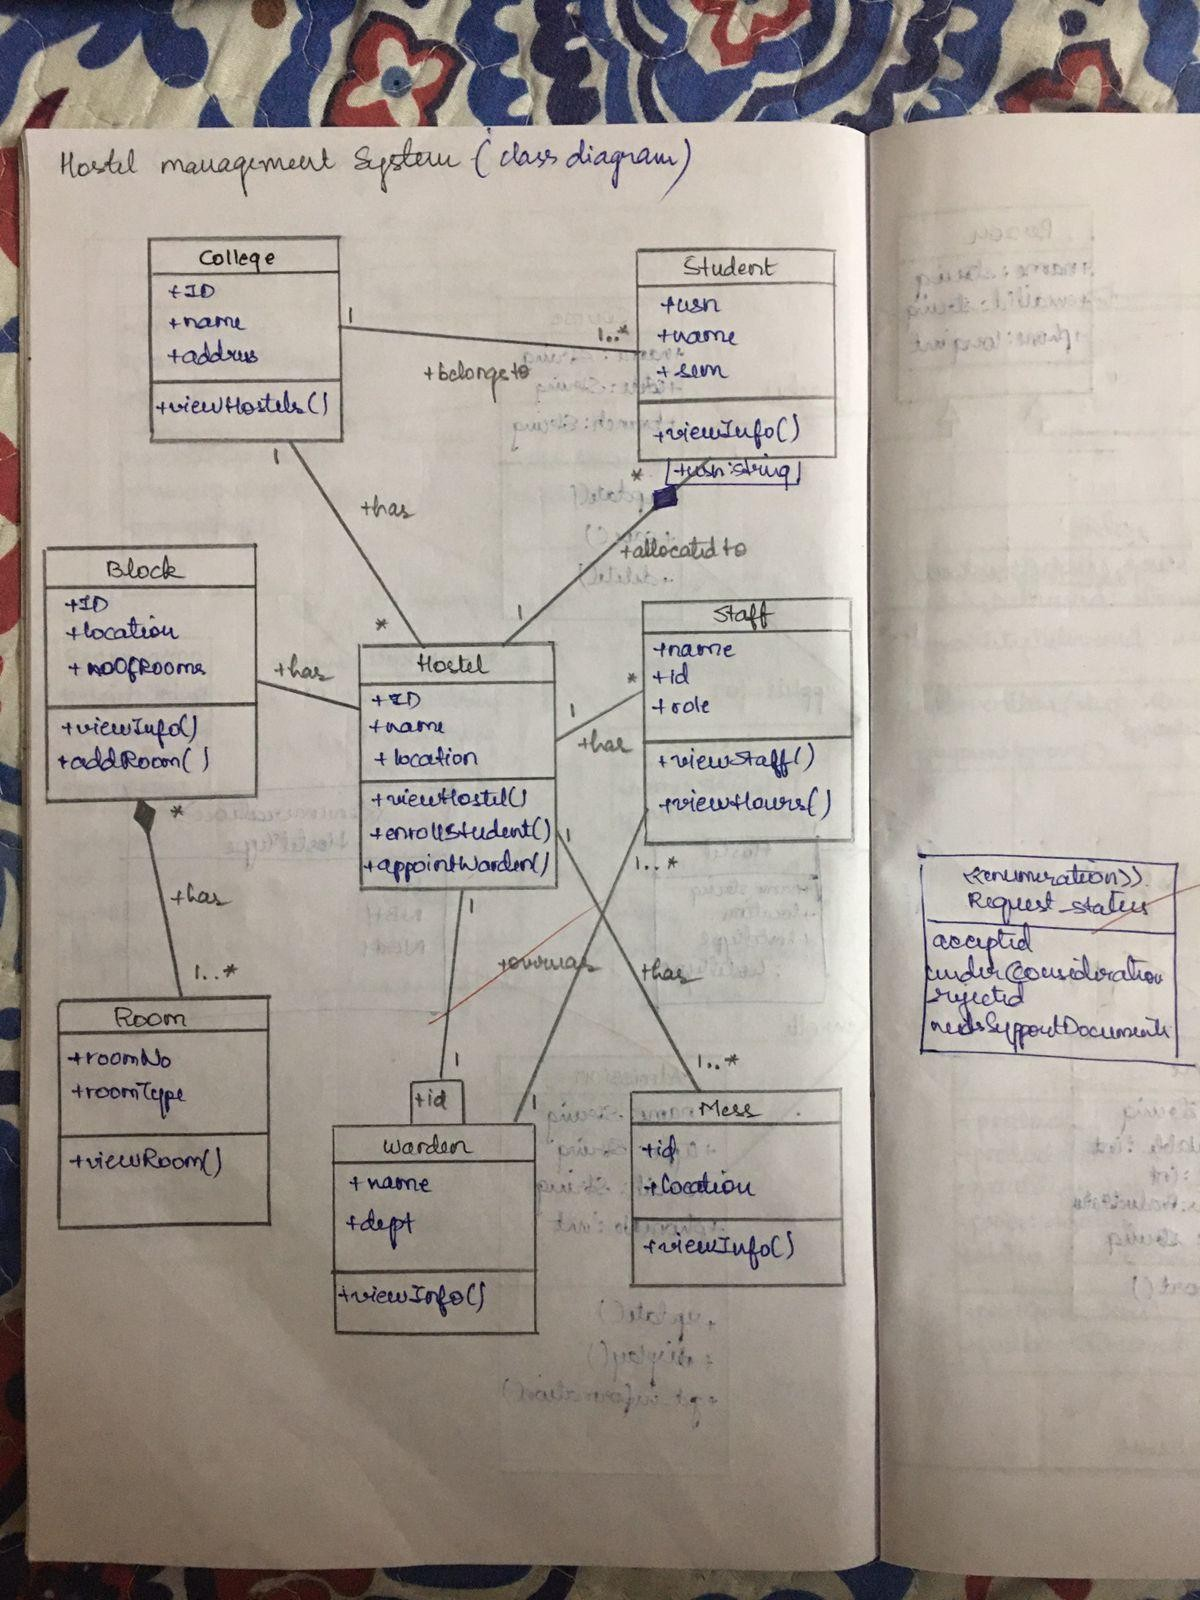 Hostel management System (class diagram)
College
+ID
+name
+address
+viewHostels()
Student
+usn
+name
+sem
+viewInfo()
+usn:string
1
1..*
+belongs to
1
+has
*
*
+allocated to
1
Block
+ID
+location
+noOfRooms
+viewInfo()
+addRoom()
+has
Hostel
+ID
+name
+location
+viewHostel()
+enrollStudent()
+appointWarden()
Staff
+name
+id
+role
+viewStaff()
+viewHours()
1
*
+has
*
+has
1..*
1
1
1..*
+has
1..*
1
1
Room
+roomNo
+roomType
+viewRoom()
+id
Warden
+name
+dept
+viewInfo()
Mess
+id
+location
+viewInfo()
<<enumeration>>
Request_status
accepted
underConsideration
rejected
needsSupportDocuments